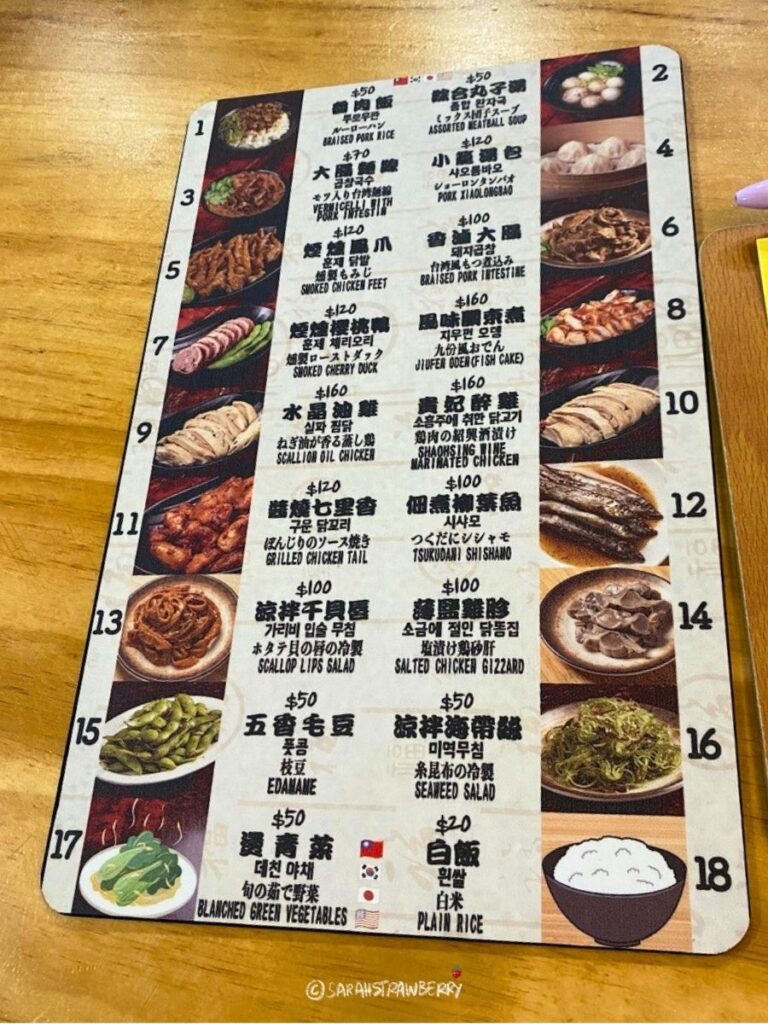 1
$50
魯肉飯
루로우판
ルーローハン
BRAISED PORK RICE
2
$50
綜合丸子湯
종합 완자국
ミックス団子スープ
ASSORTED MEATBALL SOUP
3
$70
大腸麵線
곱창국수
モツ入り台湾麺線
VERMICELLI WITH
PORK INTESTIN
4
$120
小籠湯包
샤오롱바오
ショーロンタンパオ
PORK XIAOLONGBAO
5
$120
煙燻鳳爪
훈제 닭발
燻製もみじ
SMOKED CHICKEN FEET
6
$100
香滷大腸
돼지곱창
台湾風もつ煮込み
BRAISED PORK INTESTINE
7
$120
煙燻櫻桃鴨
훈제 체리오리
燻製ローストダック
SMOKED CHERRY DUCK
8
$160
風味關東煮
지우펀 오뎅
九份風おでん
JIUFEN ODEN(FISH CAKE)
9
$160
水晶油雞
실파 찜닭
ねぎ油が香る蒸し鶏
SCALLION OIL CHICKEN
10
$160
貴妃醉雞
소흥주에 취한 닭고기
鶏肉の紹興酒漬け
SHAOHSING WINE
MARINATED CHICKEN
11
$120
醬燒七里香
구운 닭꼬리
ぼんじりのソース焼き
GRILLED CHICKEN TAIL
12
$100
佃煮柳葉魚
시샤모
つくだにシシャモ
TSUKUDANI SHISHAMO
13
$100
涼拌干貝唇
가리비 입술 무침
ホタテ貝の唇の冷製
SCALLOP LIPS SALAD
14
$100
薄鹽雞胗
소금에 절인 닭똥집
塩漬け鶏砂肝
SALTED CHICKEN GIZZARD
15
$50
五香毛豆
풋콩
枝豆
EDAMAME
16
$50
涼拌海帶絲
미역무침
糸昆布の冷製
SEAWEED SALAD
17
$50
燙青菜
데친 야채
旬の茹で野菜
BLANCHED GREEN VEGETABLES
18
$20
白飯
흰쌀
白米
PLAIN RICE
©SARAHSTRAWBERRY